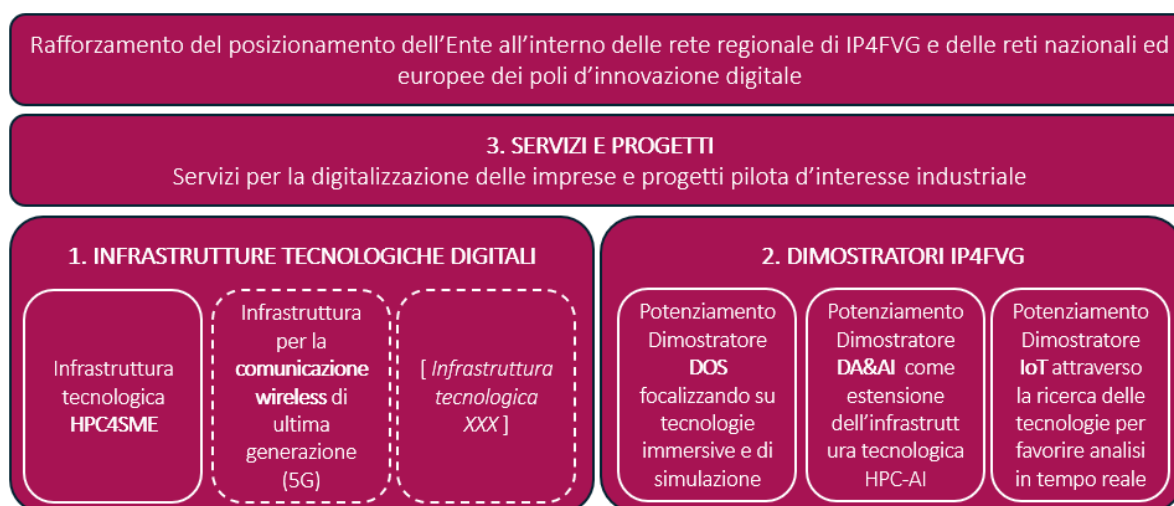 Rafforzamento del posizionamento dell'Ente all'interno delle rete regionale di IP4FVG e delle reti nazionali ed
europee dei poli d'innovazione digitale
3. SERVIZI E PROGETTI
Servizi per la digitalizzazione delle imprese e progetti pilota d'interesse industriale
1. INFRASTRUTTURE TECNOLOGICHE DIGITALI
Infrastruttura
tecnologica
HPC4SME
Infrastruttura
per la
comunicazione
wireless di
ultima
generazione
(5G)
[ Infrastruttura
tecnologica
XXX ]
2. DIMOSTRATORI IP4FVG
Potenziamento
Dimostratore
DOS
focalizzando su
tecnologie
immersive e di
simulazione
Potenziamento
Dimostratore
DA&AI come
estensione
dell'infrastrutt
ura tecnologica
HPC-AI
Potenziamento
Dimostratore
IoT attraverso
la ricerca delle
tecnologie per
favorire analisi
in tempo reale